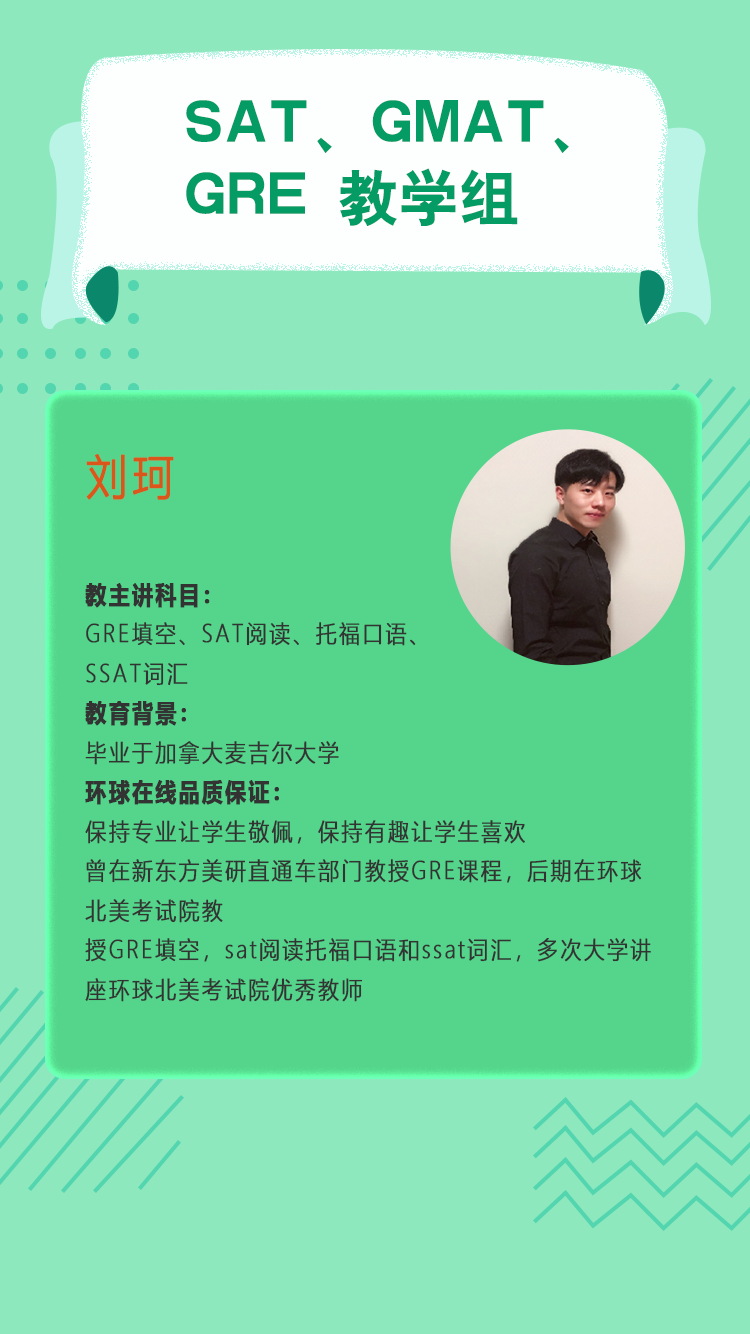 SAT、GMAT、
GRE 教学组
刘珂
教主讲科目：
GRE填空、SAT阅读、托福口语、
SSAT词汇
教育背景：
毕业于加拿大麦吉尔大学
环球在线品质保证：
保持专业让学生敬佩，保持有趣让学生喜欢
曾在新东方美研直通车部门教授GRE课程，后期在环球
北美考试院教
授GRE填空，sat阅读托福口语和ssat词汇，多次大学讲
座环球北美考试院优秀教师